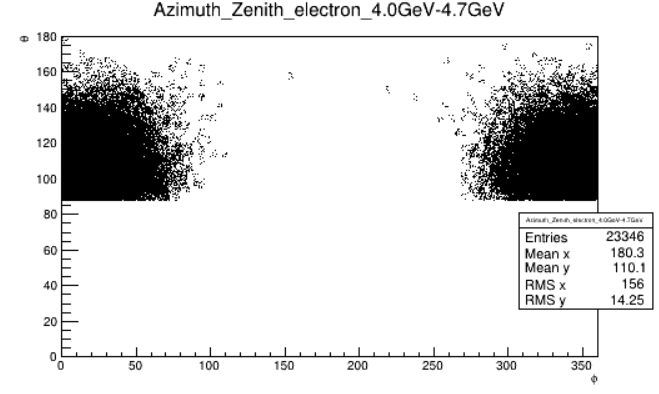 Azimuth_Zenith_electron_4.0GeV-4.7GeV
θ
180
160
140
120
100
80
60
40
20
0
0 50 100 150 200 250 300 350
ϕ
Azimuth_Zenith_electron_4.0GeV-4.7GeV
Entries 23346
Mean x 180.3
Mean y 110.1
RMS x 156
RMS y 14.25